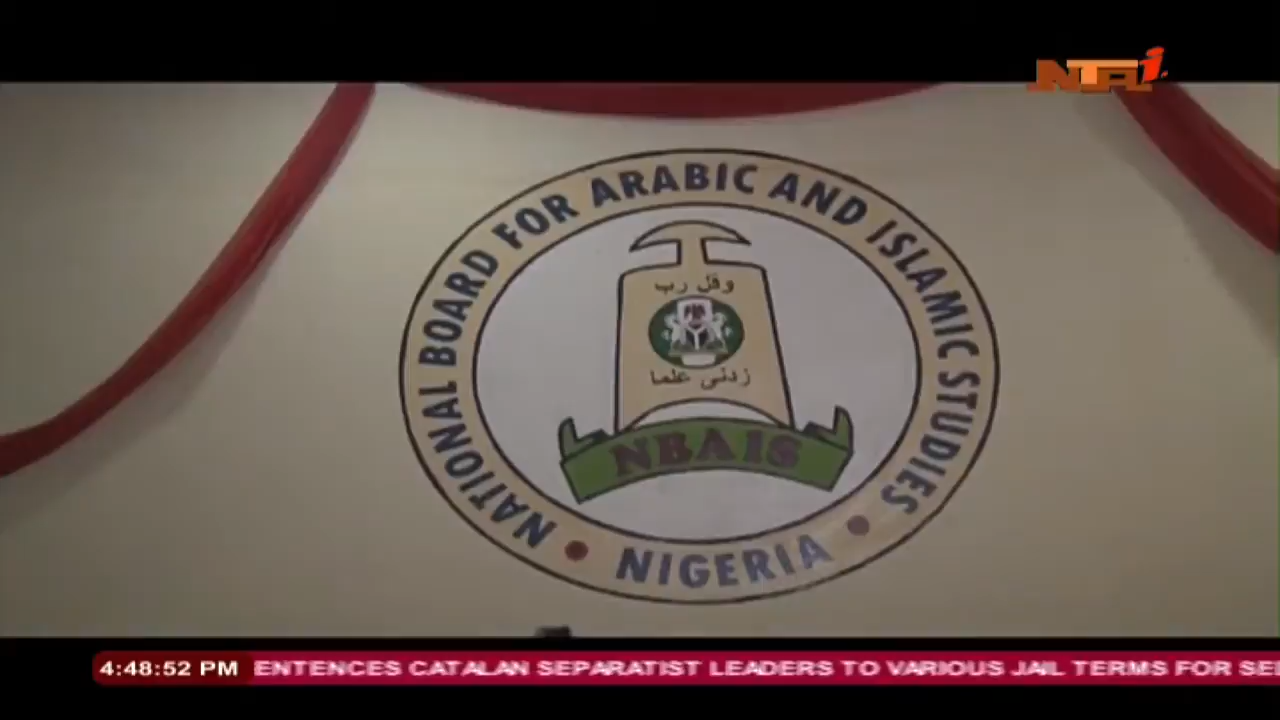 NTAi
NATIONAL BOARD FOR ARABIC AND ISLAMIC STUDIES
وقل رب
زدني علما
NBAIS
NIGERIA
4:48:52 PM
ENTENCES CATALAN SEPARATIST LEADERS TO VARIOUS JAIL TERMS FOR SE